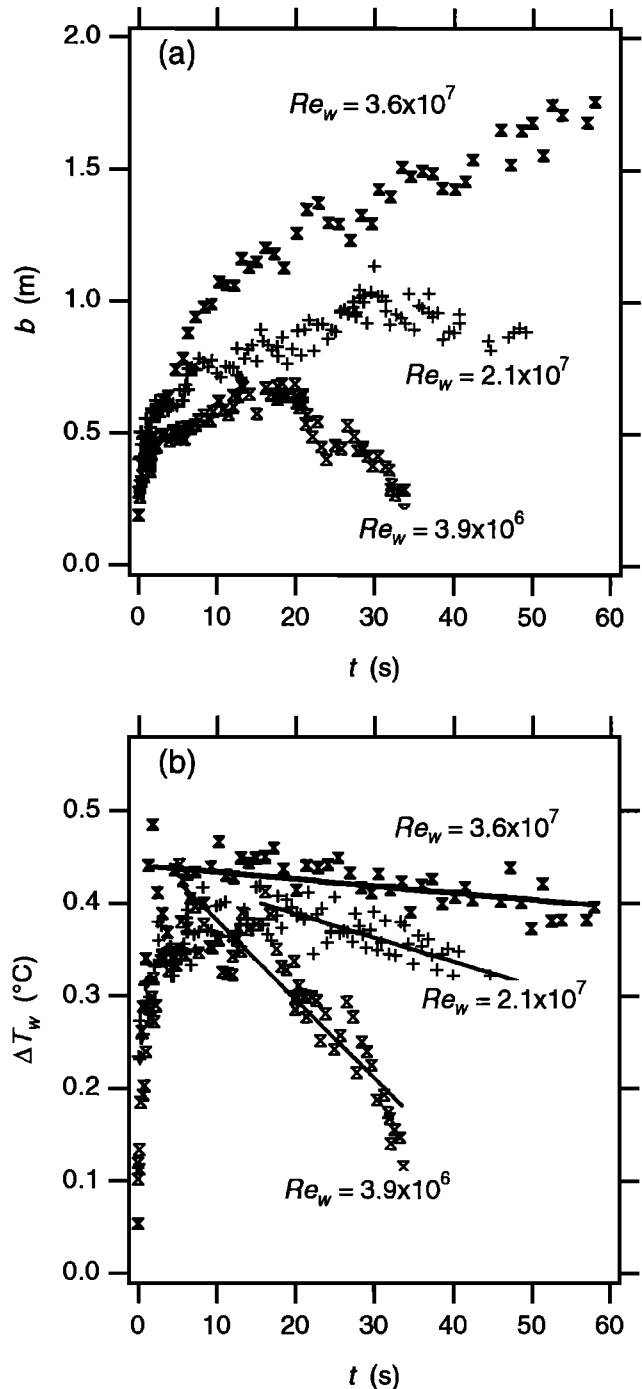 (a)
2.0
1.5
1.0
0.5
0.0
b (m)
Re_w = 3.6x10^7
Re_w = 2.1x10^7
Re_w = 3.9x10^6
0 10 20 30 40 50 60
t (s)
(b)
0.5
0.4
0.3
0.2
0.1
0.0
ΔT_w (°C)
Re_w = 3.6x10^7
Re_w = 2.1x10^7
Re_w = 3.9x10^6
0 10 20 30 40 50 60
t (s)